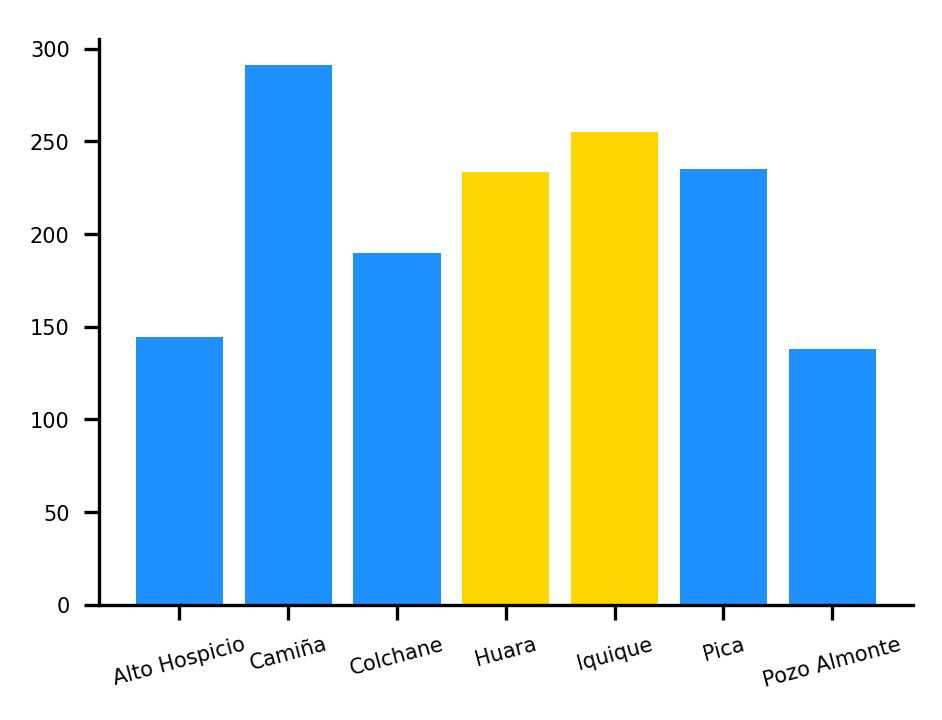 300
250
200
150
100
50
0
Alto Hospicio
Camiña
Colchane
Huara
Iquique
Pica
Pozo Almonte